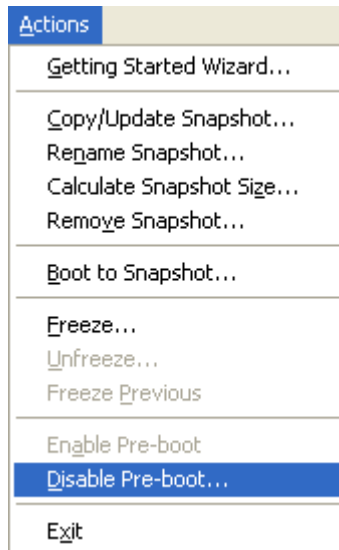 Actions
Getting Started Wizard...
Copy/Update Snapshot...
Rename Snapshot...
Calculate Snapshot Size...
Remove Snapshot...
Boot to Snapshot...
Freeze...
Unfreeze...
Freeze Previous
Enable Pre-boot
Disable Pre-boot...
Exit